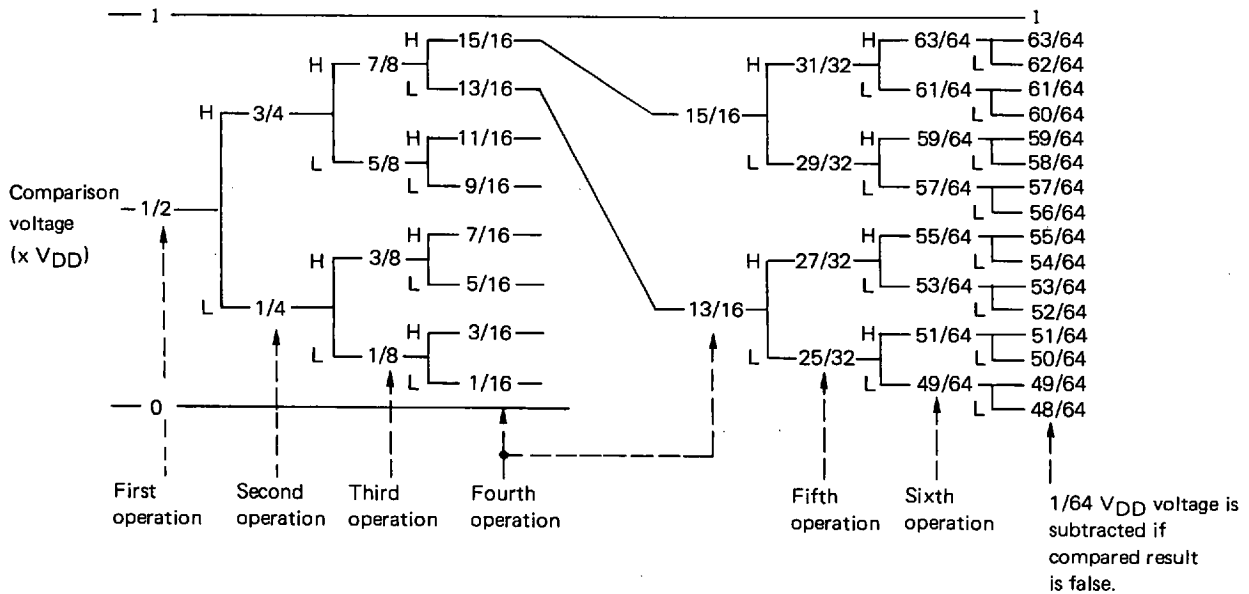 1 1
H 15/16 H 63/64 63/64
H 7/8 H 31/32 L 62/64
L 13/16 L 61/64 61/64
H 3/4 15/16 L 60/64
H 11/16 H 59/64 59/64
L 5/8 L 29/32 L 58/64
L 9/16 L 57/64 57/64
Comparison
voltage
(x VDD)
1/2 L 56/64
H 7/16 H 55/64 55/64
H 3/8 H 27/32 L 54/64
L 5/16 L 53/64 53/64
L 1/4 13/16 L 52/64
H 3/16 H 51/64 51/64
L 1/8 L 25/32 L 50/64
L 1/16 L 49/64 49/64
0 L 48/64
First
operation
Second
operation
Third
operation
Fourth
operation
Fifth
operation
Sixth
operation
1/64 VDD voltage is
subtracted if
compared result
is false.